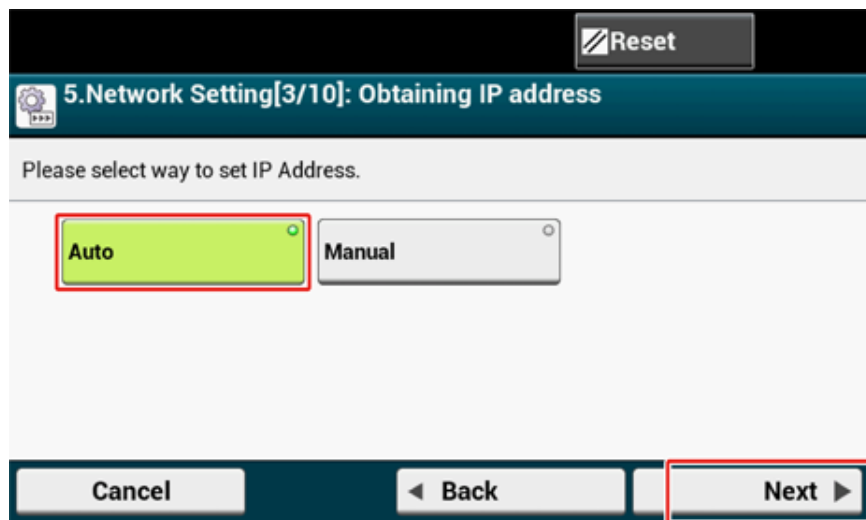 Reset
5.Network Setting[3/10]: Obtaining IP address
Please select way to set IP Address.
Auto
Manual
Cancel
Back
Next